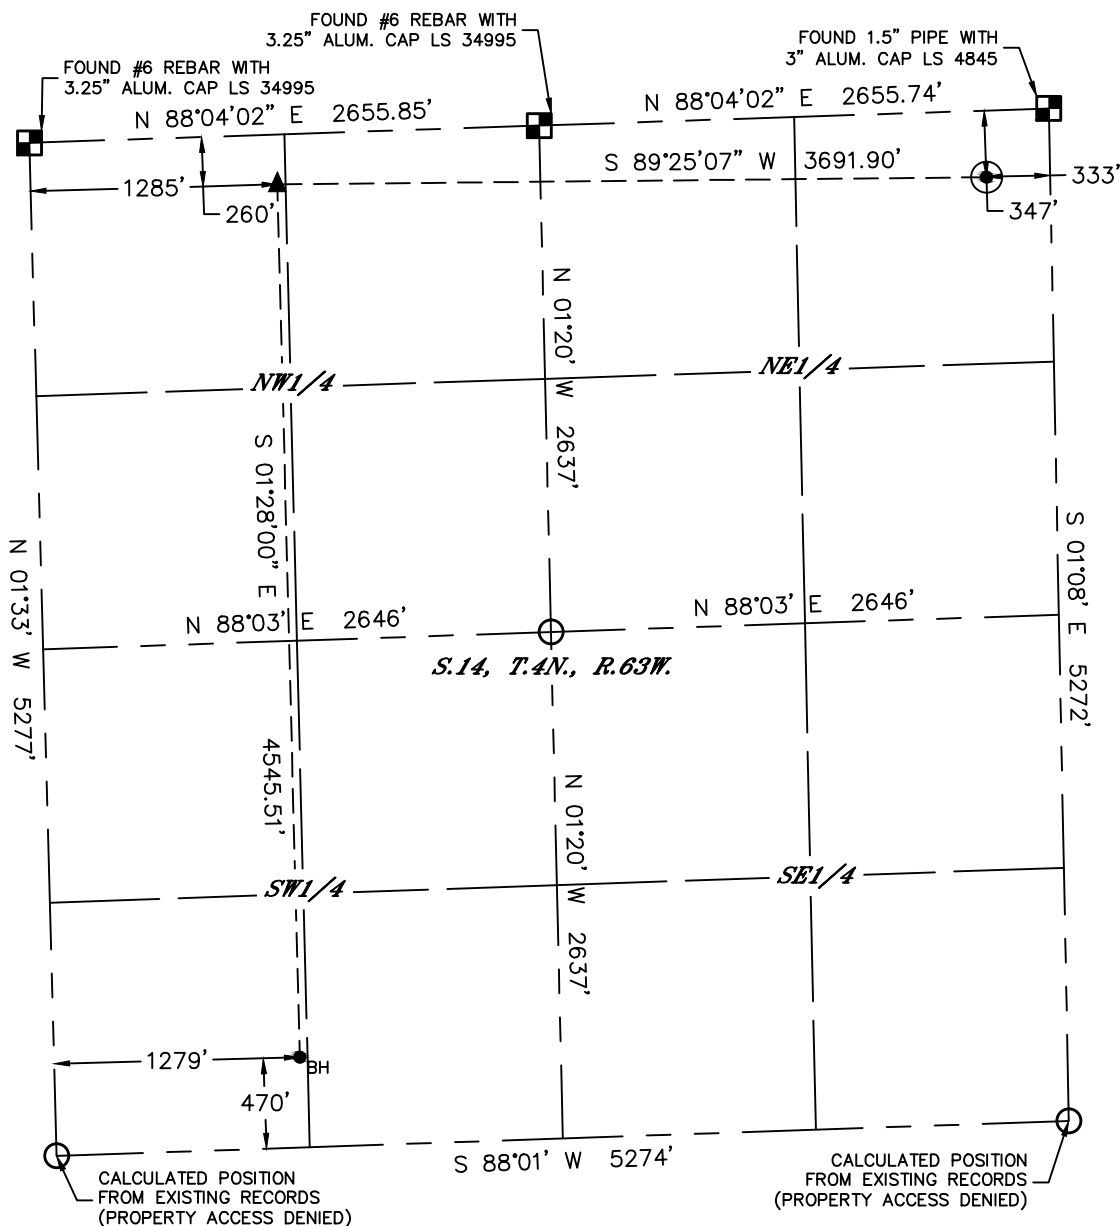 FOUND #6 REBAR WITH
3.25" ALUM. CAP LS 34995
FOUND #6 REBAR WITH
3.25" ALUM. CAP LS 34995
FOUND 1.5" PIPE WITH
3" ALUM. CAP LS 4845
N 88°04'02" E 2655.85'
N 88°04'02" E 2655.74'
S 89°25'07" W 3691.90'
1285'
260'
333'
347'
N 01°20' W 2637'
NW1/4
NE1/4
S 01°28'00" E 4545.51'
N 01°33' W 5277'
S 01°08' E 5272'
N 88°03' E 2646'
N 88°03' E 2646'
S.14, T.4N., R.63W.
N 01°20' W 2637'
SW1/4
SE1/4
1279'
BH
470'
S 88°01' W 5274'
CALCULATED POSITION
FROM EXISTING RECORDS
(PROPERTY ACCESS DENIED)
CALCULATED POSITION
FROM EXISTING RECORDS
(PROPERTY ACCESS DENIED)